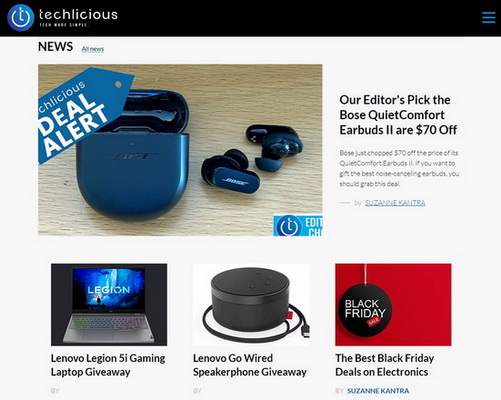 techlicious
TECH MADE SIMPLE.
NEWS All news
chlicious
DEAL
ALERT
BOSE
BOSE
EDIT
CH
Our Editor's Pick the
Bose QuietComfort
Earbuds II are $70 Off
Bose just chopped $70 off the price of its
QuietComfort Earbuds II. If you want to
gift the best noise-canceling earbuds, you
should grab this deal.
by SUZANNE KANTRA
LEGION
BLACK
FRIDAY
SALE
Lenovo Legion 5i Gaming
Laptop Giveaway
BY
Lenovo Go Wired
Speakerphone Giveaway
BY
The Best Black Friday
Deals on Electronics
BY SUZANNE KANTRA